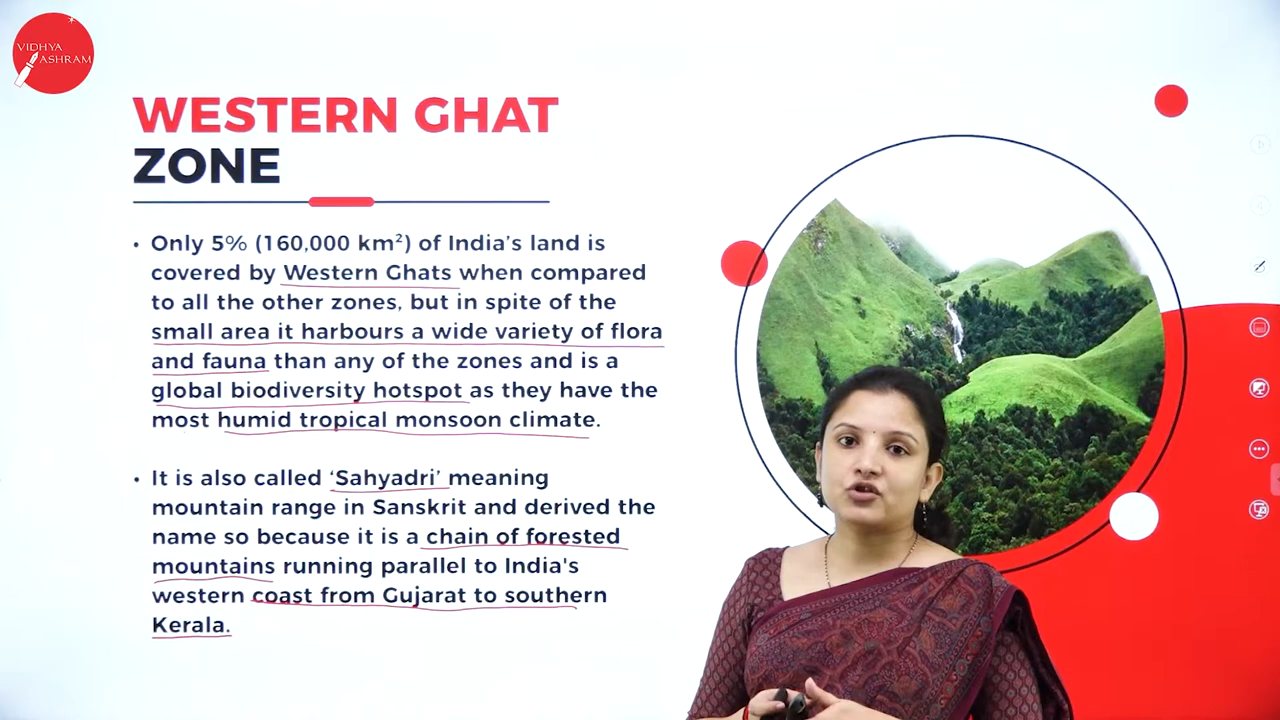 VIDHYA
ASHRAM
WESTERN GHAT
ZONE
• Only 5% (160,000 km²) of India's land is
covered by Western Ghats when compared
to all the other zones, but in spite of the
small area it harbours a wide variety of flora
and fauna than any of the zones and is a
global biodiversity hotspot as they have the
most humid tropical monsoon climate.
• It is also called ‘Sahyadri’ meaning
mountain range in Sanskrit and derived the
name so because it is a chain of forested
mountains running parallel to India's
western coast from Gujarat to southern
Kerala.